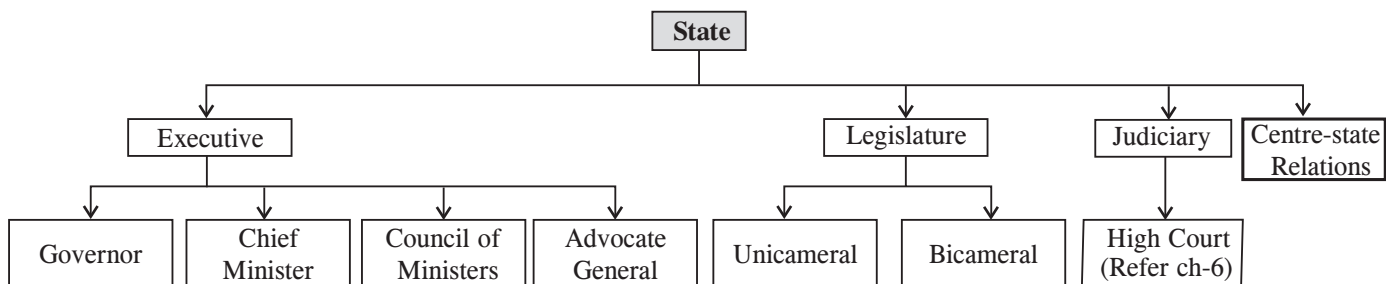 State
Executive
Legislature
Judiciary
Centre-state
Relations
Governor
Chief
Minister
Council of
Ministers
Advocate
General
Unicameral
Bicameral
High Court
(Refer ch-6)